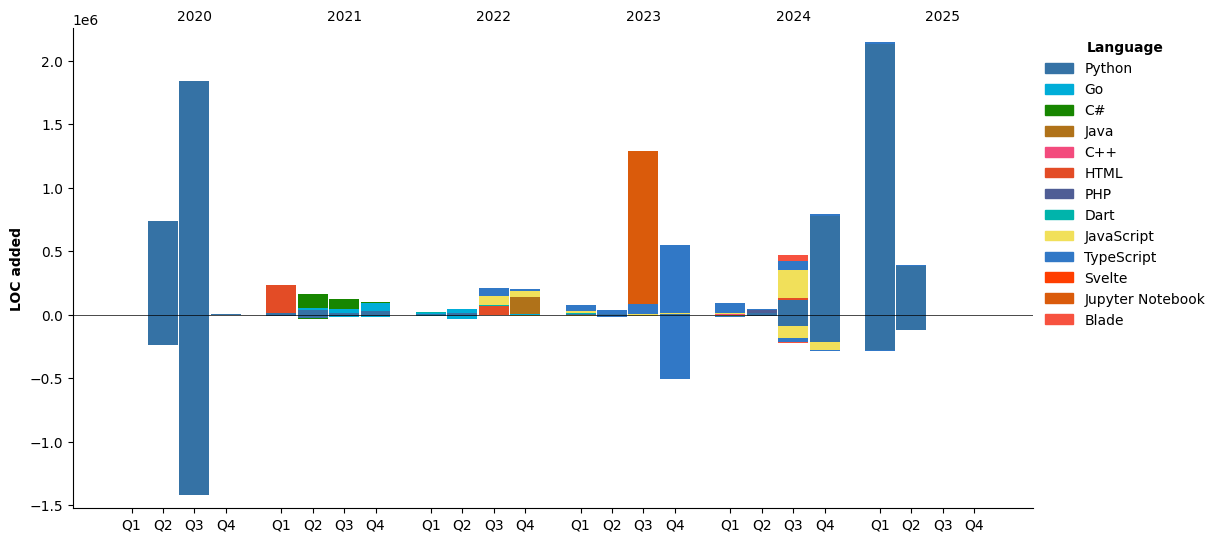 1e6
2020 2021 2022 2023 2024 2025
LOC added
2.0
1.5
1.0
0.5
0.0
−0.5
−1.0
−1.5
Q1 Q2 Q3 Q4 Q1 Q2 Q3 Q4 Q1 Q2 Q3 Q4 Q1 Q2 Q3 Q4 Q1 Q2 Q3 Q4 Q1 Q2 Q3 Q4
Language
Python
Go
C#
Java
C++
HTML
PHP
Dart
JavaScript
TypeScript
Svelte
Jupyter Notebook
Blade